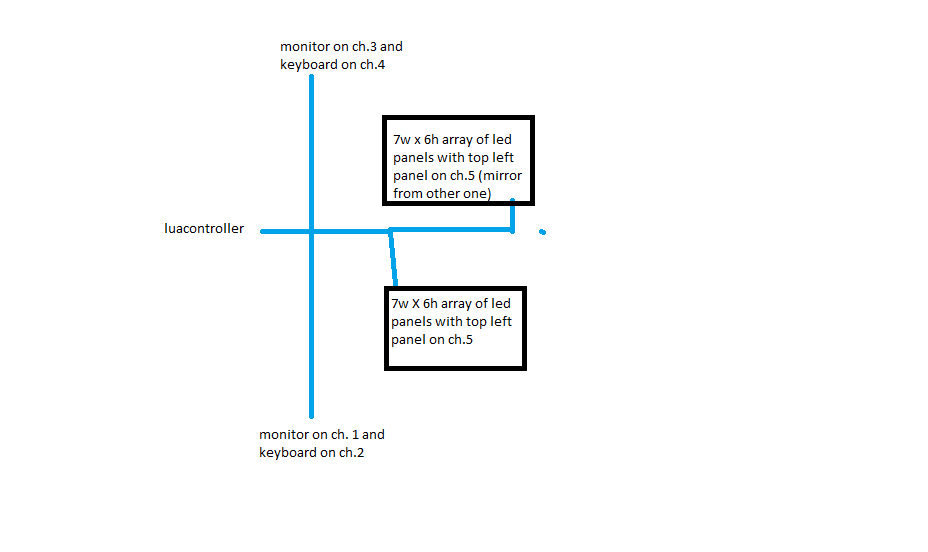 monitor on ch.3 and
keyboard on ch.4
7w x 6h array of led
panels with top left
panel on ch.5 (mirror
from other one)
luacontroller
7w X 6h array of led
panels with top left
panel on ch.5
monitor on ch. 1 and
keyboard on ch.2